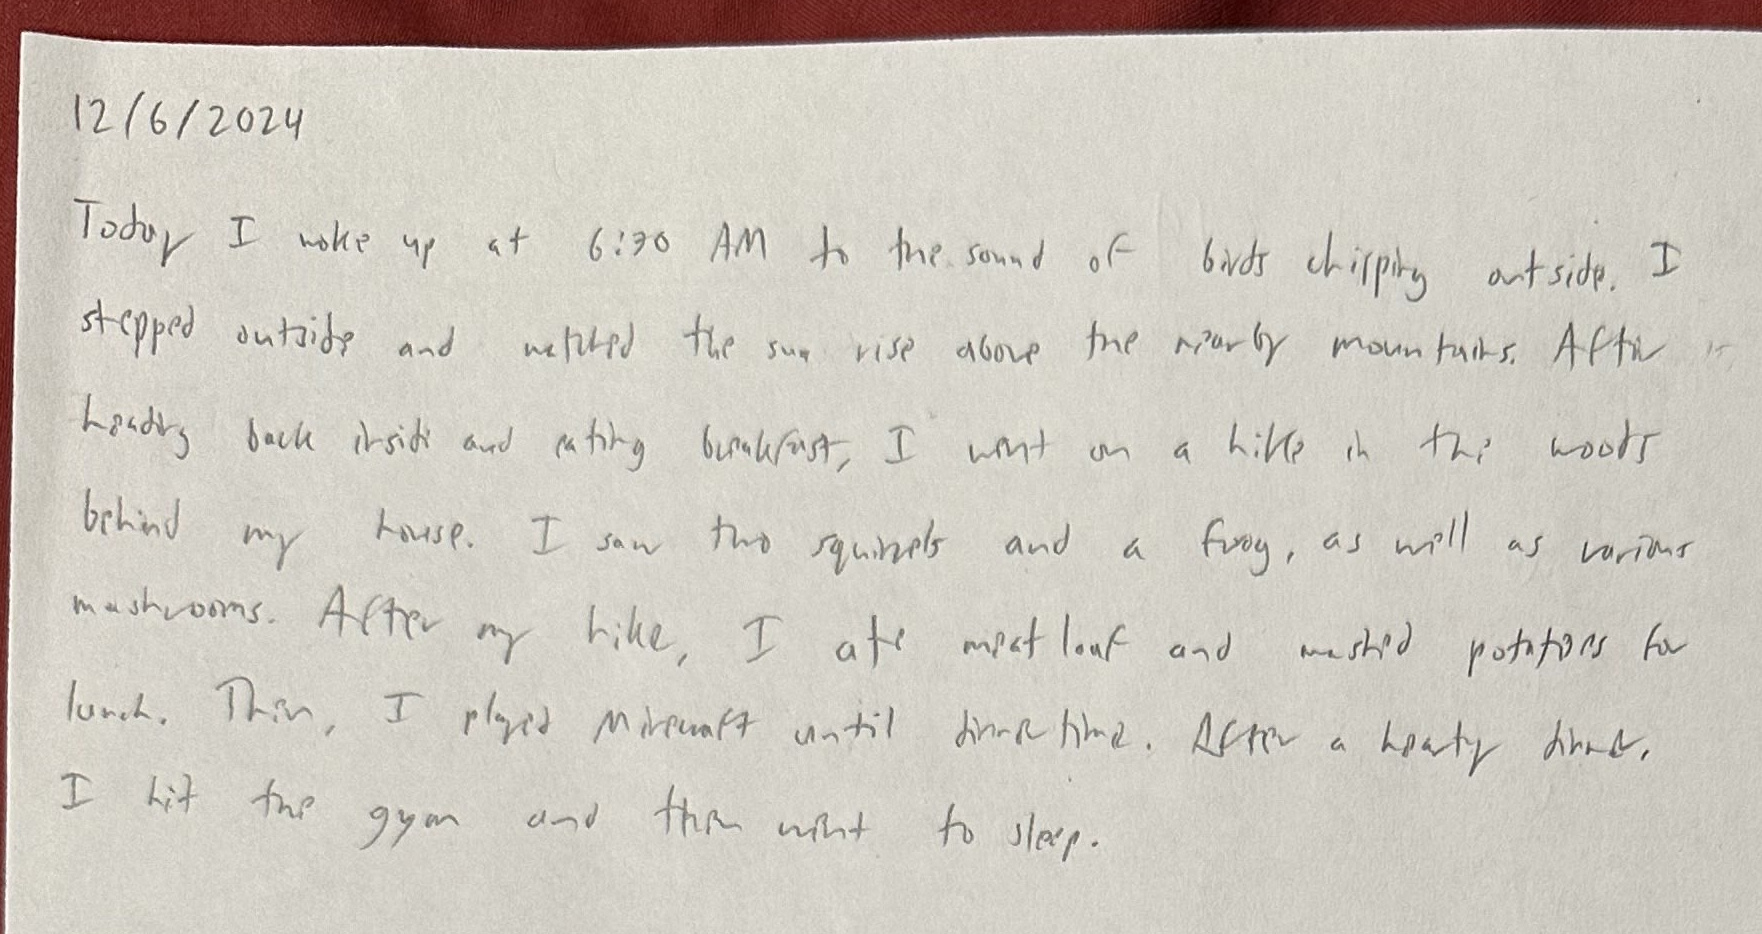 12/6/2024
Today I woke up at 6:30 AM to the sound of birds chirping outside. I
stepped outside and watched the sun rise above the nearby mountains. After
heading back inside and eating breakfast, I went on a hike in the woods
behind my house. I saw two squirrels and a frog, as well as various
mushrooms. After my hike, I ate meatloaf and mashed potatoes for
lunch. Then, I played Minecraft until dinner time. After a hearty dinner,
I hit the gym and then went to sleep.